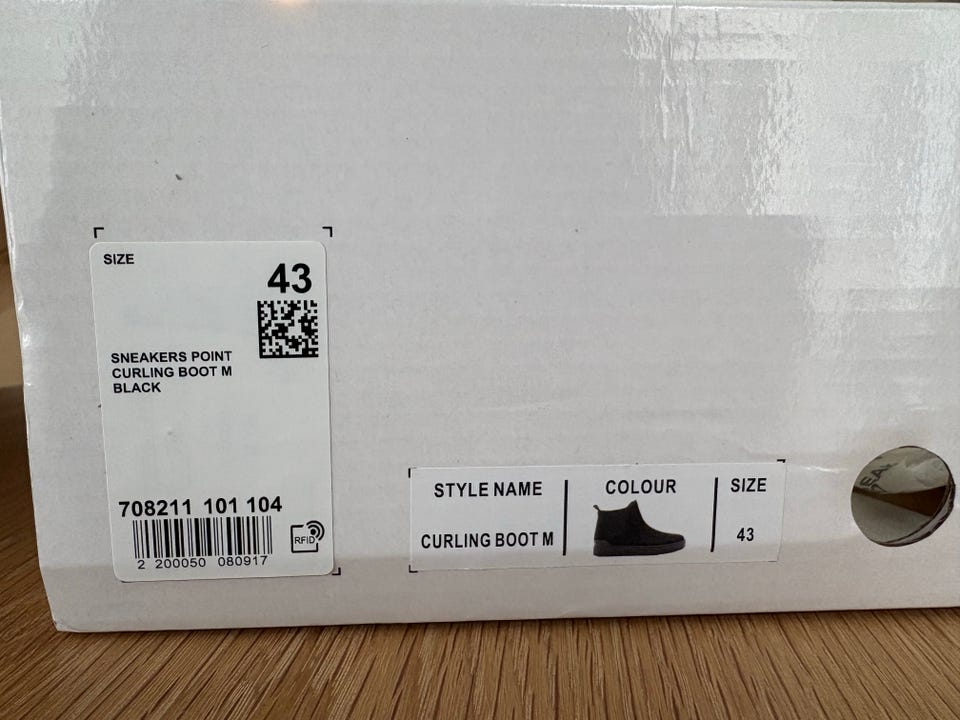 SIZE
43
SNEAKERS POINT
CURLING BOOT M
BLACK
708211 101 104
RFID
2 200050 080917
STYLE NAME
COLOUR
SIZE
CURLING BOOT M
43